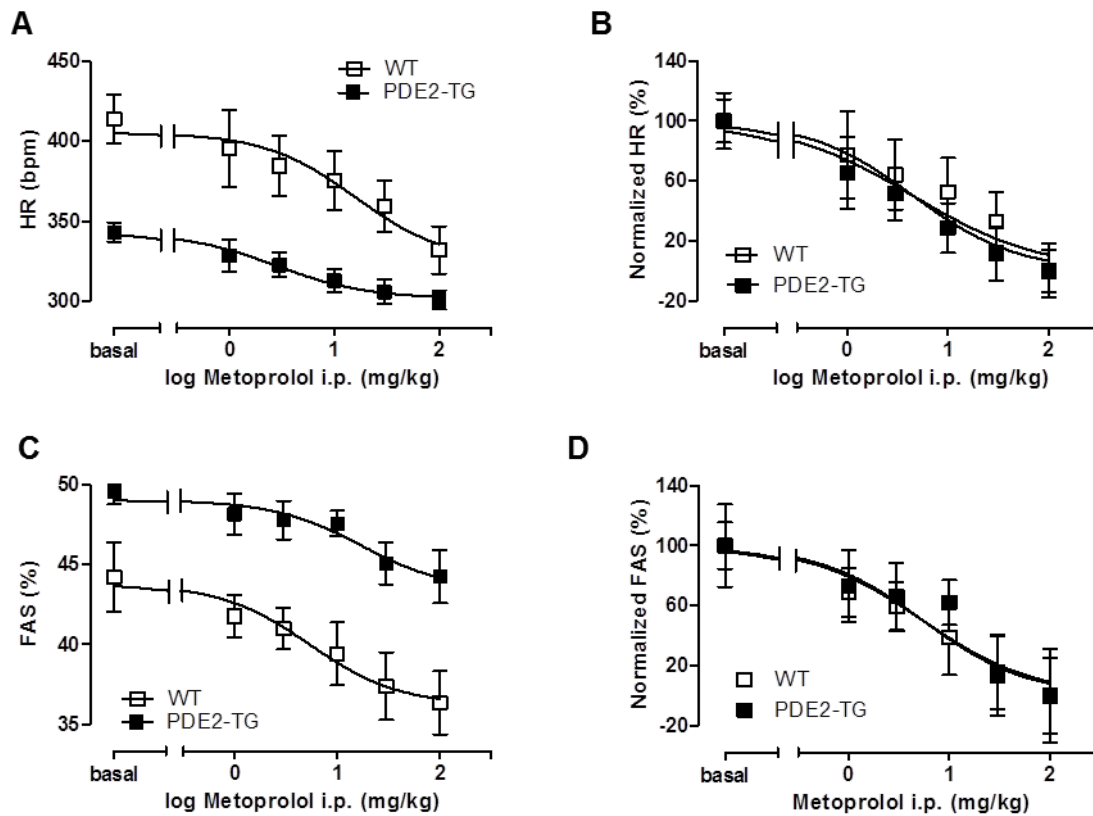 A
450
400
350
300
HR (bpm)
WT
PDE2-TG
basal 0 1 2
log Metoprolol i.p. (mg/kg)
B
140
100
60
20
-20
Normalized HR (%)
WT
PDE2-TG
basal 0 1 2
log Metoprolol i.p. (mg/kg)
C
50
45
40
35
FAS (%)
WT
PDE2-TG
basal 0 1 2
log Metoprolol i.p. (mg/kg)
D
140
100
60
20
-20
Normalized FAS (%)
WT
PDE2-TG
basal 0 1 2
Metoprolol i.p. (mg/kg)